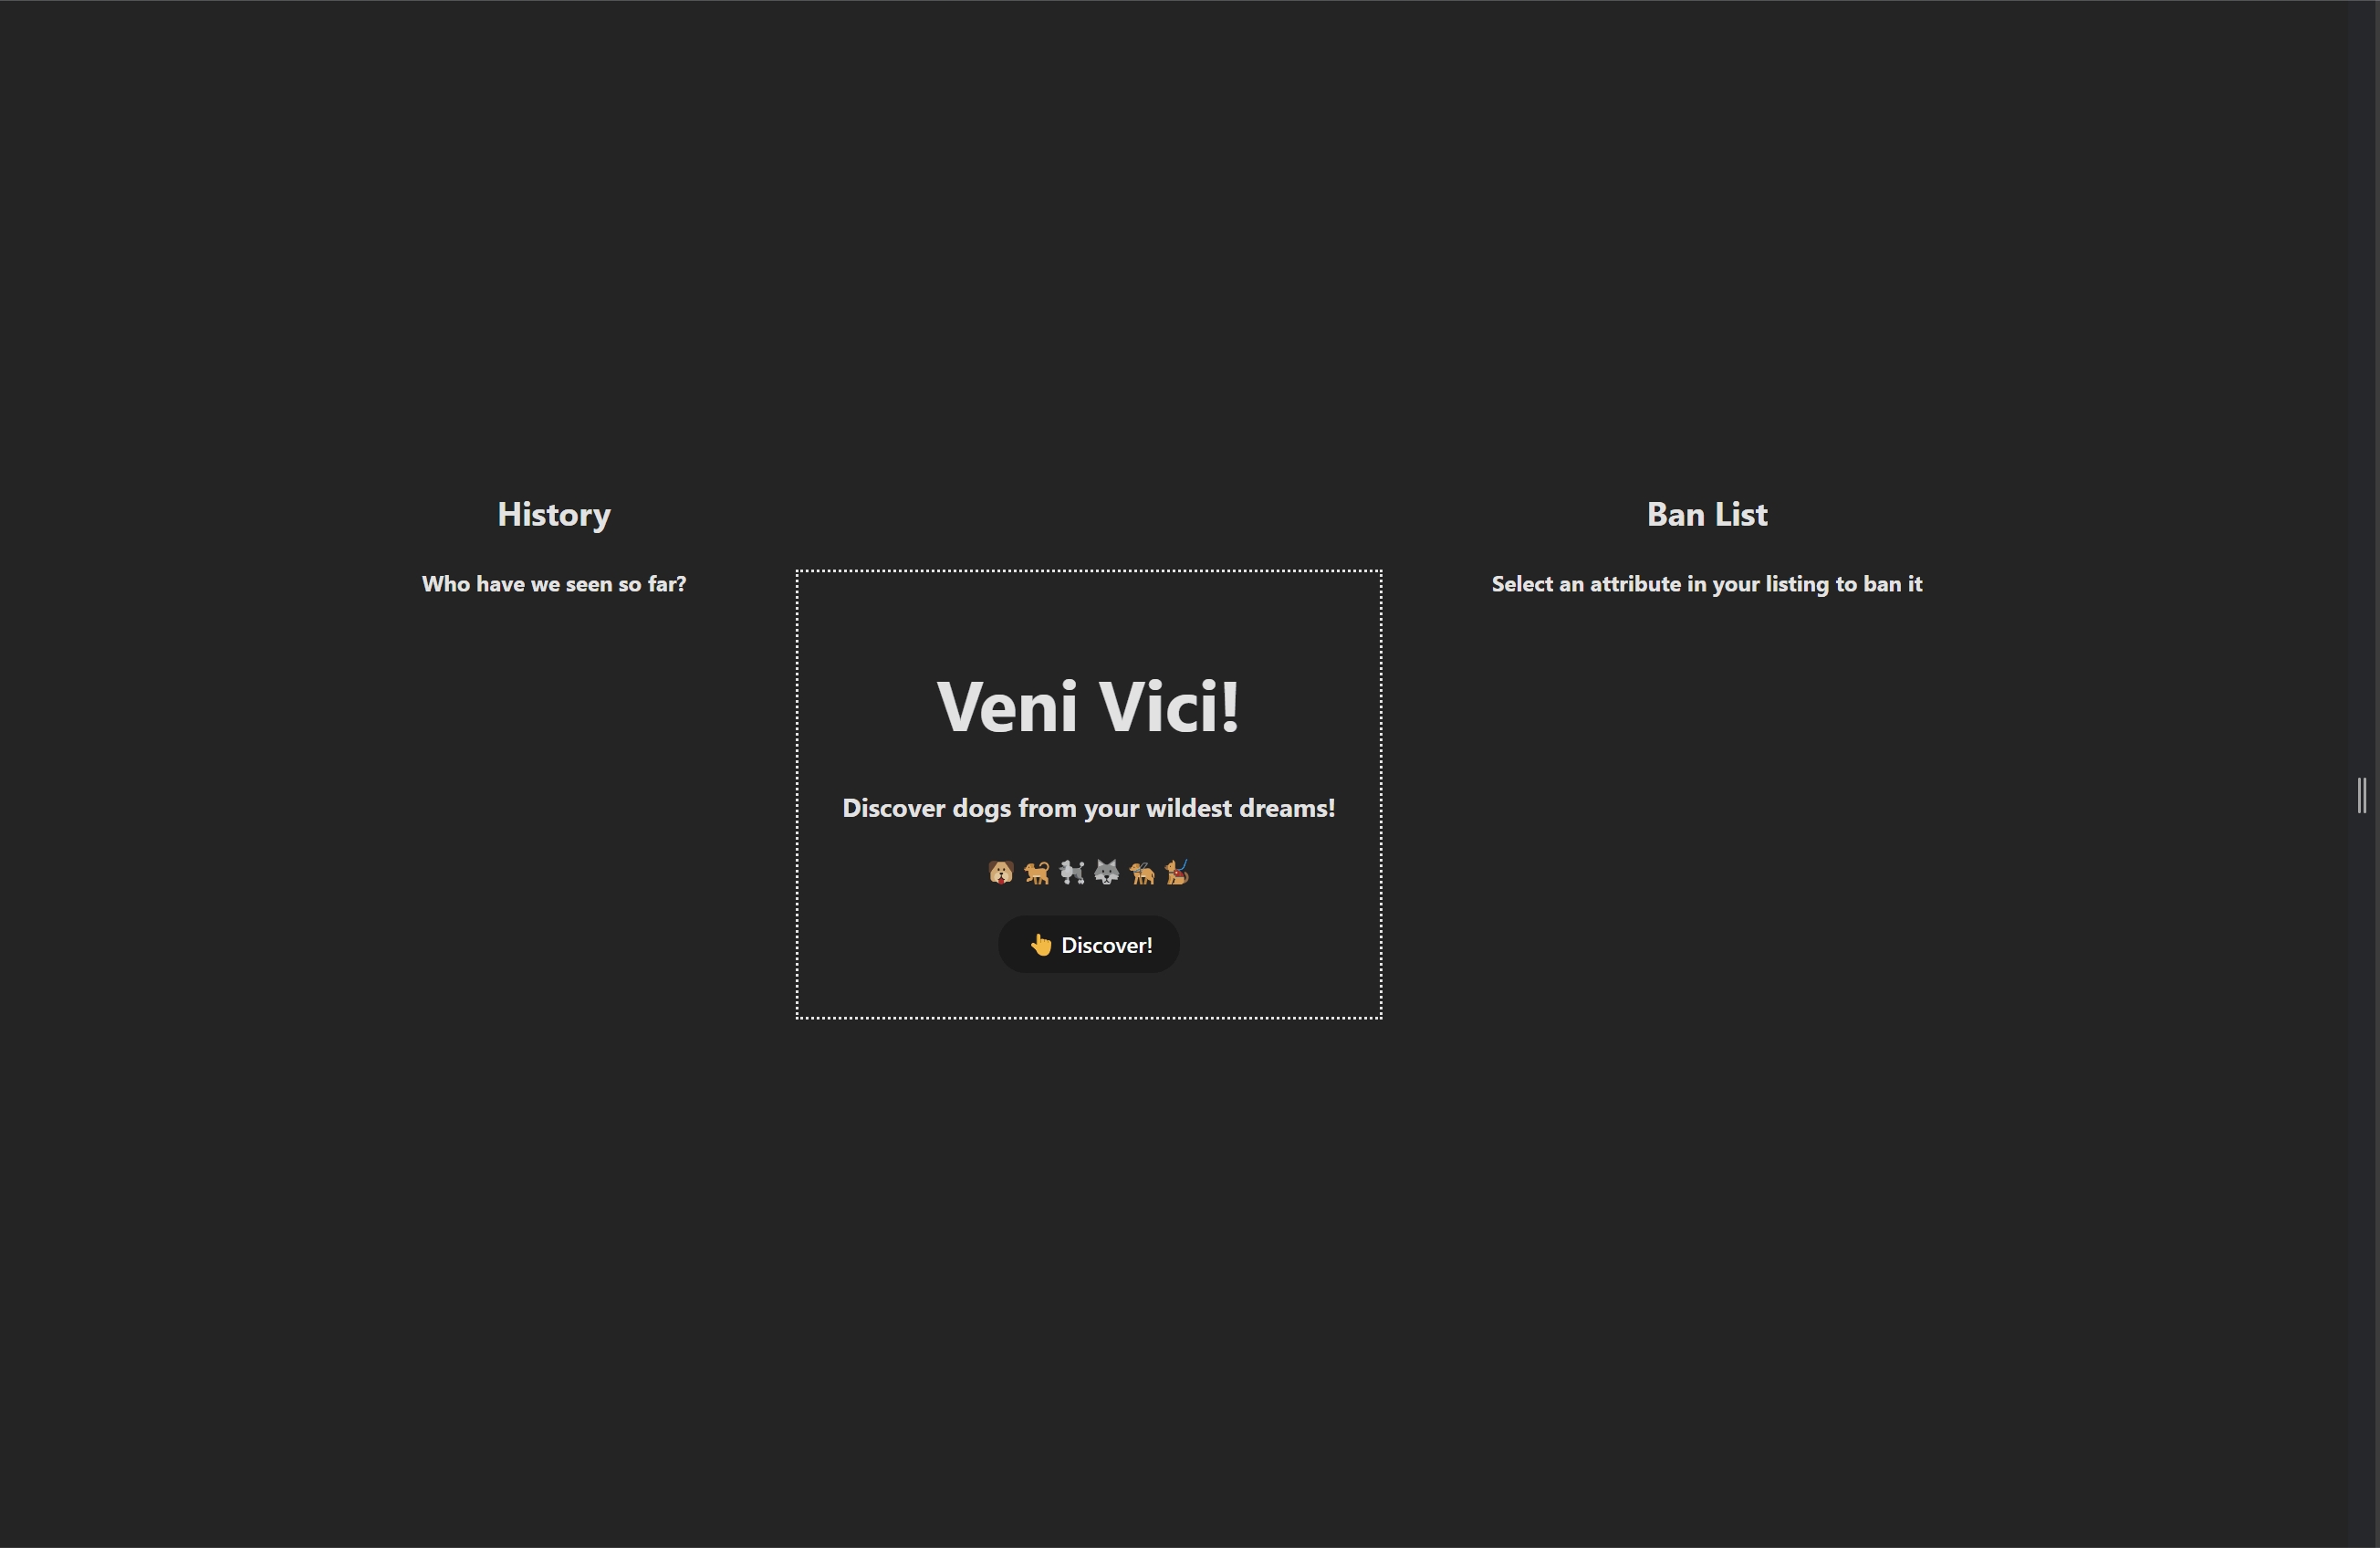 History
Who have we seen so far?
Veni Vici!
Discover dogs from your wildest dreams!
🐶 🐕 🐩 🐺 🦮 🐕‍🦺
👆 Discover!
Ban List
Select an attribute in your listing to ban it